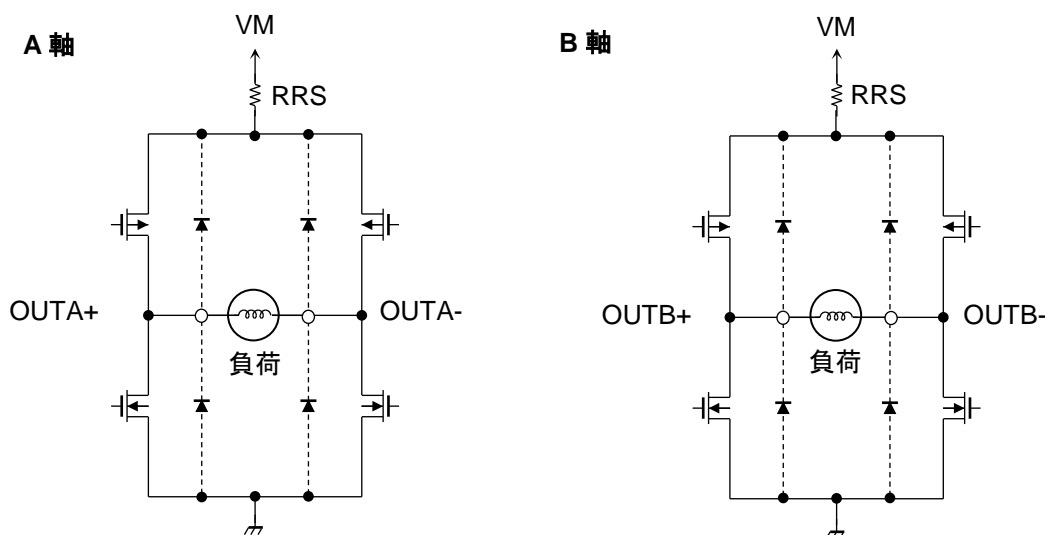 A 軸
VM
RRS
OUTA+
OUTA-
負荷
B 軸
VM
RRS
OUTB+
OUTB-
負荷